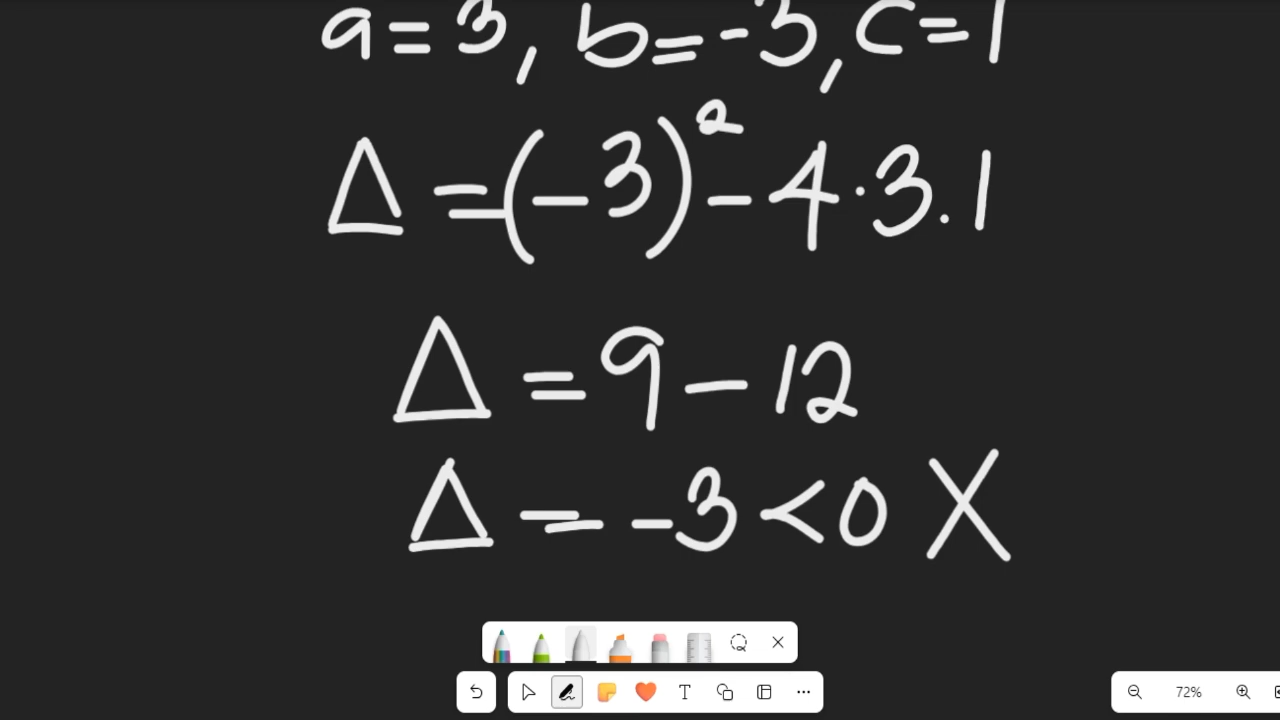 a=3, b=-3, c=1
Δ=(-3)²-4·3·1
Δ=9-12
Δ=-3<0 X
T
72%